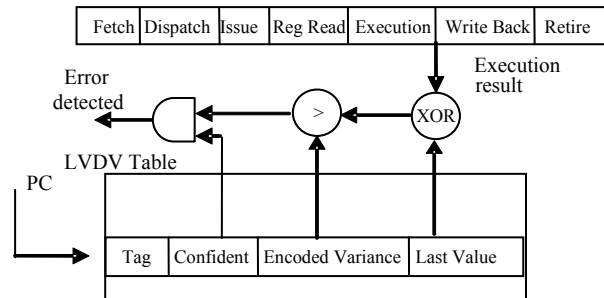 Fetch Dispatch Issue Reg Read Execution Write Back Retire
Error
detected
Execution
result
>
XOR
LVDV Table
PC
Tag Confident Encoded Variance Last Value